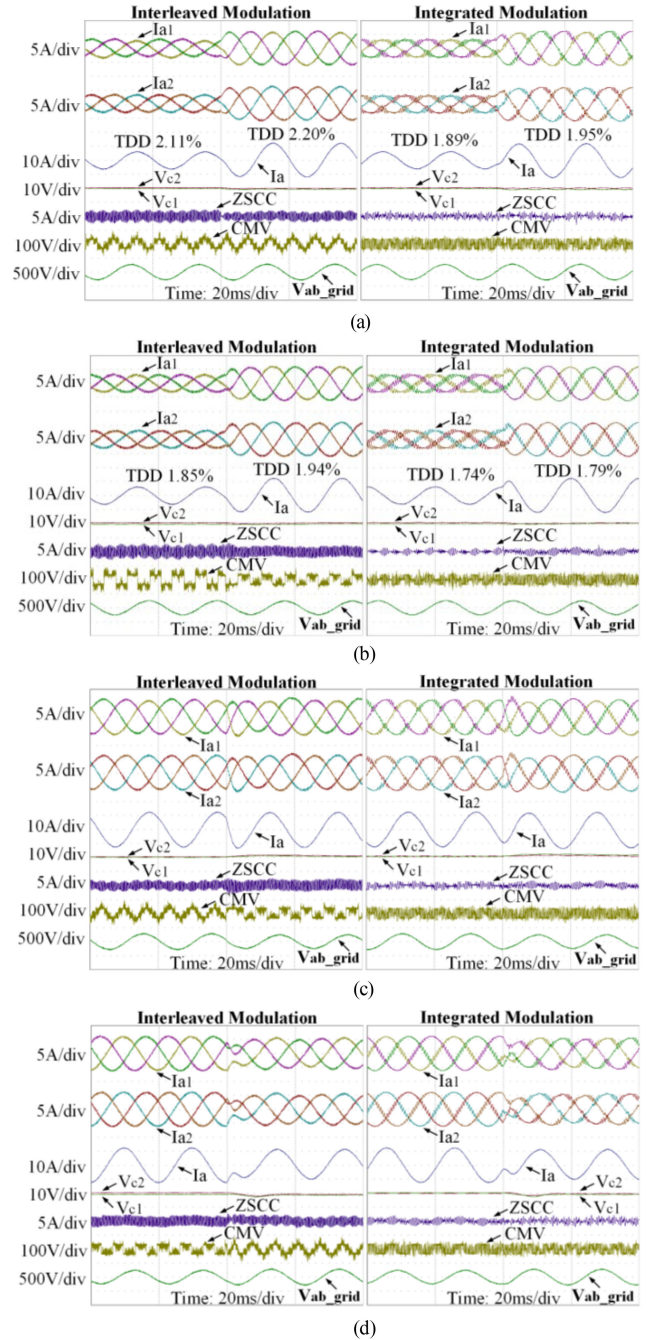 Interleaved Modulation Integrated Modulation
5A/div Ia1 Ia1
5A/div Ia2 Ia2
TDD 2.11% TDD 2.20% TDD 1.89% TDD 1.95%
10A/div Ia Ia
10V/div Vc2 Vc2
Vc1 Vc1
5A/div ZSCC ZSCC
100V/div CMV CMV
500V/div Vab_grid Vab_grid
Time: 20ms/div Time: 20ms/div
(a)
Interleaved Modulation Integrated Modulation
5A/div Ia1 Ia1
5A/div Ia2 Ia2
TDD 1.85% TDD 1.94% TDD 1.74% TDD 1.79%
10A/div Ia Ia
10V/div Vc2 Vc2
Vc1 Vc1
5A/div ZSCC ZSCC
100V/div CMV CMV
500V/div Vab_grid Vab_grid
Time: 20ms/div Time: 20ms/div
(b)
Interleaved Modulation Integrated Modulation
5A/div Ia1 Ia1
5A/div Ia2 Ia2
10A/div Ia Ia
10V/div Vc2 Vc2
Vc1 Vc1
5A/div ZSCC ZSCC
100V/div CMV CMV
500V/div Vab_grid Vab_grid
Time: 20ms/div Time: 20ms/div
(c)
Interleaved Modulation Integrated Modulation
5A/div Ia1 Ia1
5A/div Ia2 Ia2
10A/div Ia Ia
10V/div Vc2 Vc2
Vc1 Vc1
5A/div ZSCC ZSCC
100V/div CMV CMV
500V/div Vab_grid Vab_grid
Time: 20ms/div Time: 20ms/div
(d)